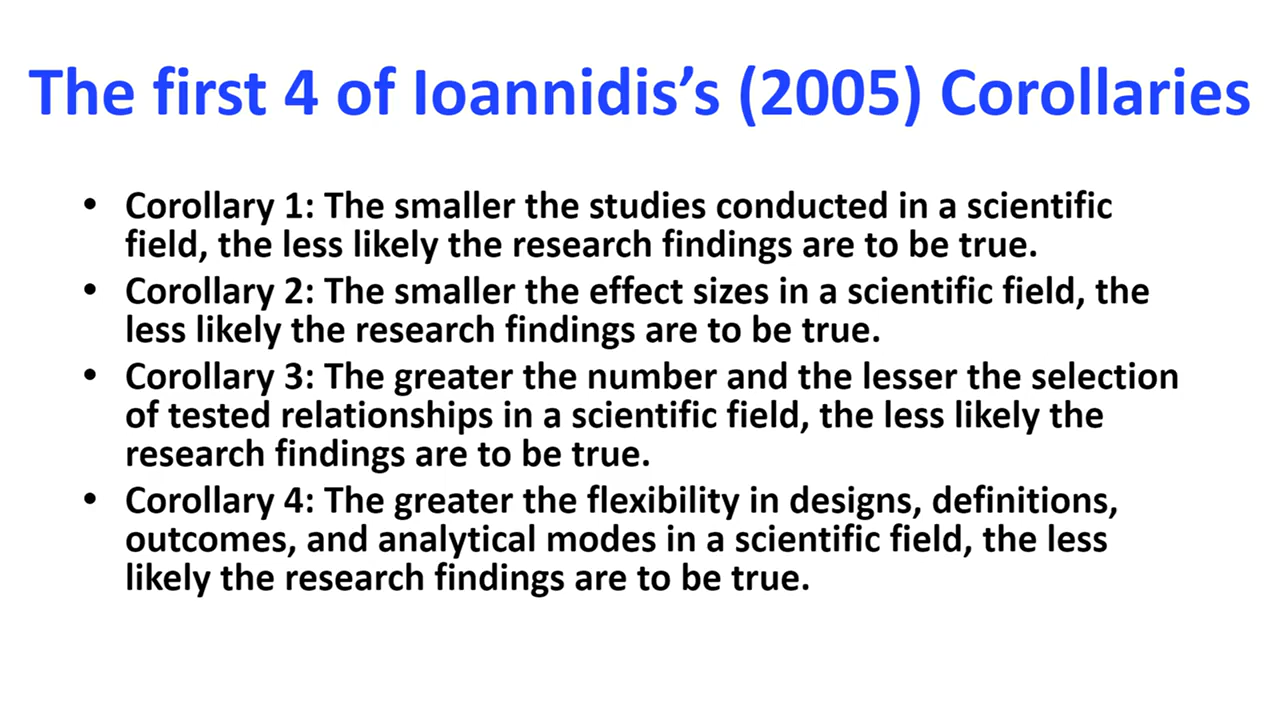 The first 4 of Ioannidis’s (2005) Corollaries
• Corollary 1: The smaller the studies conducted in a scientific
field, the less likely the research findings are to be true.
• Corollary 2: The smaller the effect sizes in a scientific field, the
less likely the research findings are to be true.
• Corollary 3: The greater the number and the lesser the selection
of tested relationships in a scientific field, the less likely the
research findings are to be true.
• Corollary 4: The greater the flexibility in designs, definitions,
outcomes, and analytical modes in a scientific field, the less
likely the research findings are to be true.